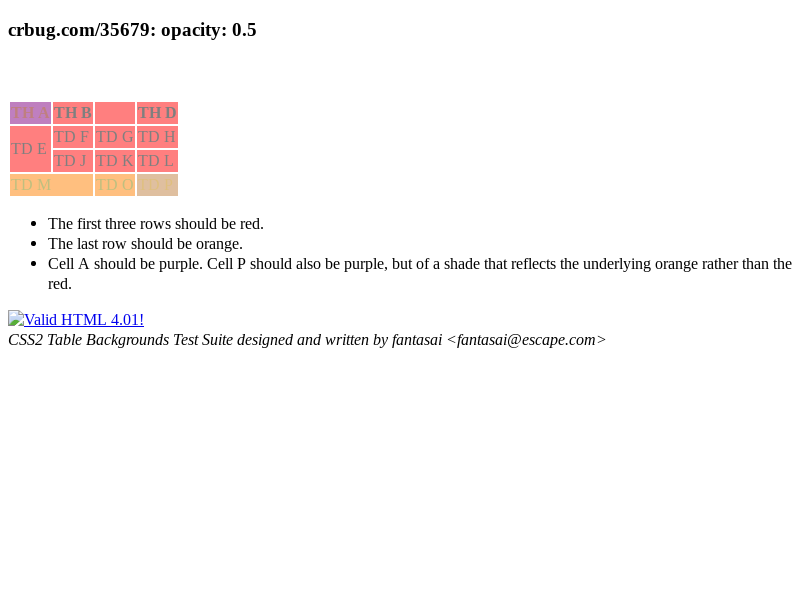 crbug.com/35679: opacity: 0.5
TH A TH B TH D
TD E TD F TD G TD H
TD J TD K TD L
TD M TD O
The first three rows should be red.
The last row should be orange.
Cell A should be purple. Cell P should also be purple, but of a shade that reflects the underlying orange rather than the
red.
Valid HTML 4.01!
CSS2 Table Backgrounds Test Suite designed and written by fantasai <fantasai@escape.com>